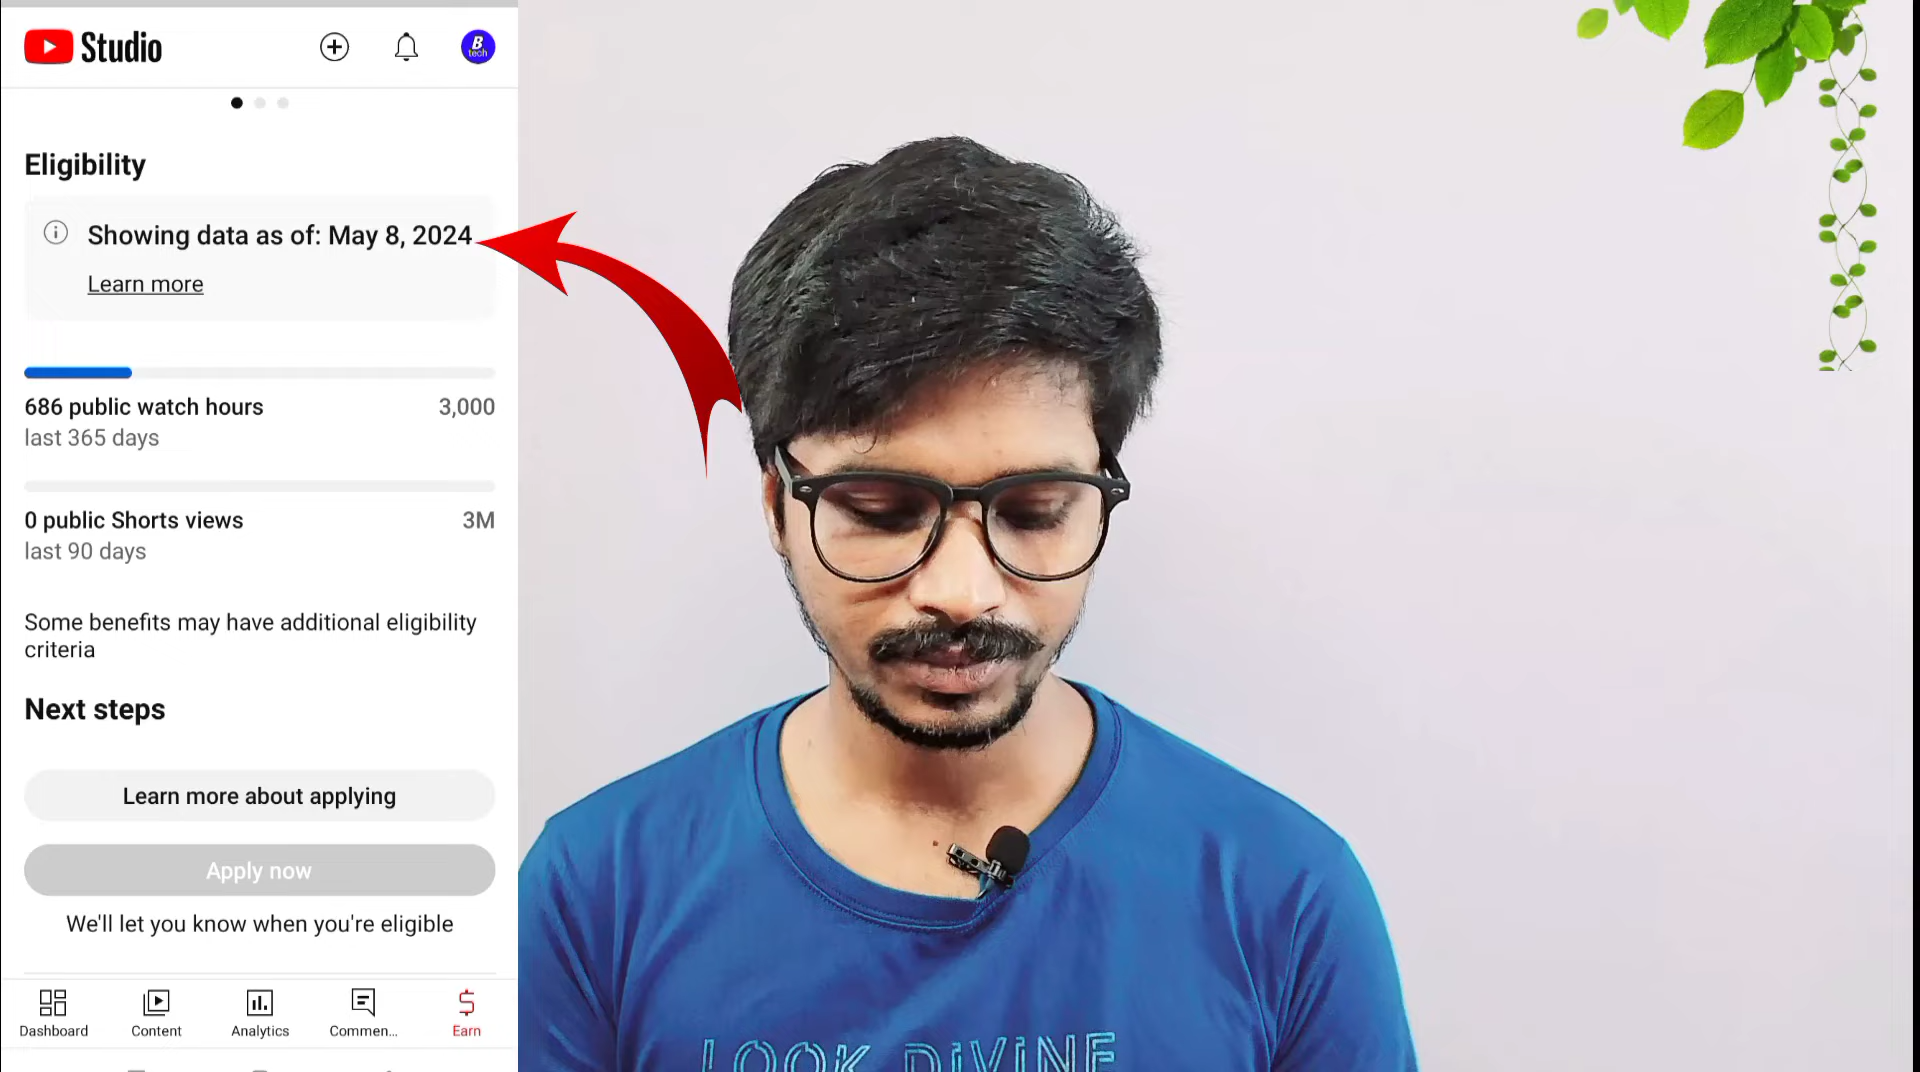 Studio
B
tech
Eligibility
Showing data as of: May 8, 2024
Learn more
686 public watch hours 3,000
last 365 days
0 public Shorts views 3M
last 90 days
Some benefits may have additional eligibility
criteria
Next steps
Learn more about applying
Apply now
We'll let you know when you're eligible
Dashboard Content Analytics Commen... Earn
LOOK DIVINE